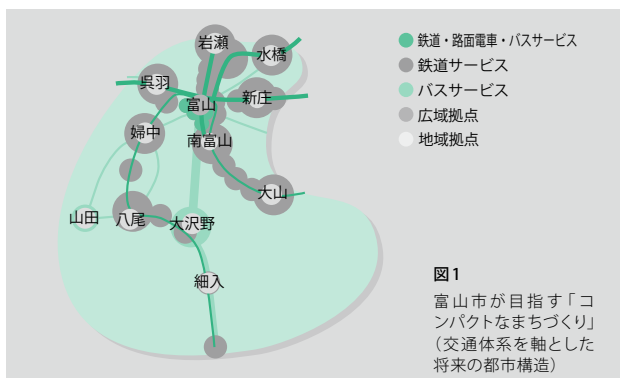 岩瀬
水橋
呉羽
富山
新庄
婦中
南富山
大山
山田
八尾
大沢野
細入
鉄道・路面電車・バスサービス
鉄道サービス
バスサービス
広域拠点
地域拠点
図1
富山市が目指す「コ
ンパクトなまちづくり」
(交通体系を軸とした
将来の都市構造)